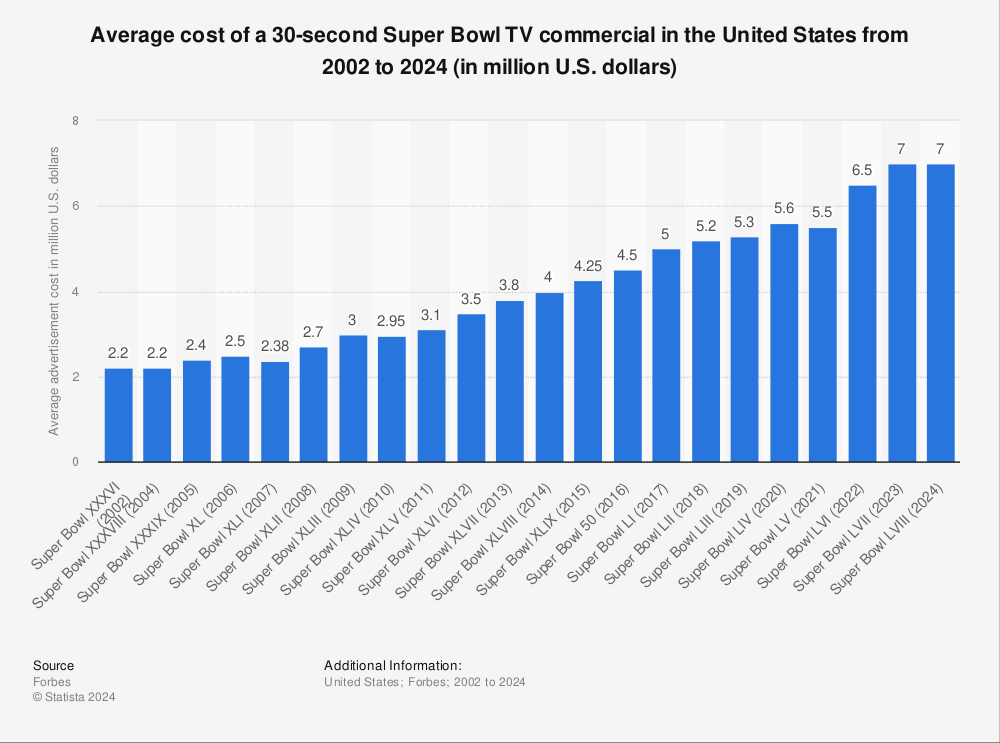 Average cost of a 30-second Super Bowl TV commercial in the United States from
2002 to 2024 (in million U.S. dollars)
Average advertisement cost in million U.S. dollars
8
6
4
2
0
2.2
2.2
2.4
2.5
2.38
2.7
3
2.95
3.1
3.5
3.8
4
4.25
4.5
5
5.2
5.3
5.6
5.5
6.5
7
7
Super Bowl XXXVI
(2002)
Super Bowl XXXVIII (2004)
Super Bowl XXXIX (2005)
Super Bowl XL (2006)
Super Bowl XLI (2007)
Super Bowl XLII (2008)
Super Bowl XLIII (2009)
Super Bowl XLIV (2010)
Super Bowl XLV (2011)
Super Bowl XLVI (2012)
Super Bowl XLVII (2013)
Super Bowl XLVIII (2014)
Super Bowl XLIX (2015)
Super Bowl 50 (2016)
Super Bowl LI (2017)
Super Bowl LII (2018)
Super Bowl LIII (2019)
Super Bowl LIV (2020)
Super Bowl LV (2021)
Super Bowl LVI (2022)
Super Bowl LVII (2023)
Super Bowl LVIII (2024)
Source
Forbes
© Statista 2024
Additional Information:
United States; Forbes; 2002 to 2024